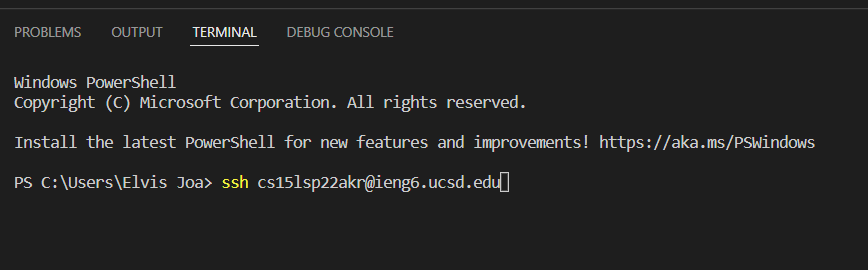 PROBLEMS OUTPUT TERMINAL DEBUG CONSOLE
Windows PowerShell
Copyright (C) Microsoft Corporation. All rights reserved.
Install the latest PowerShell for new features and improvements! https://aka.ms/PSWindows
PS C:\Users\Elvis Joa> ssh cs15lsp22akr@ieng6.ucsd.edu